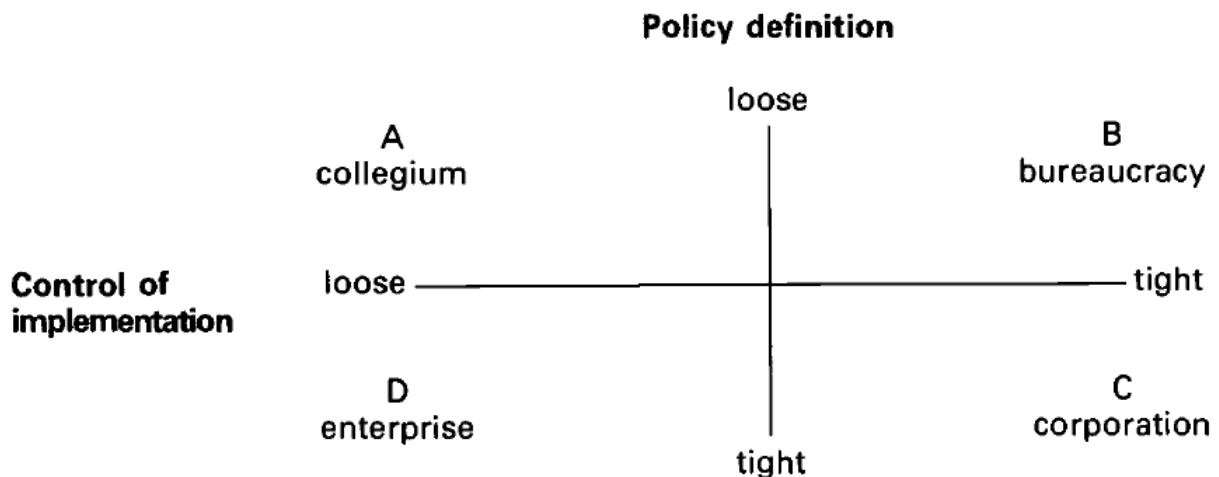 Policy definition
loose
A
collegium
B
bureaucracy
Control of
implementation
loose
tight
D
enterprise
C
corporation
tight